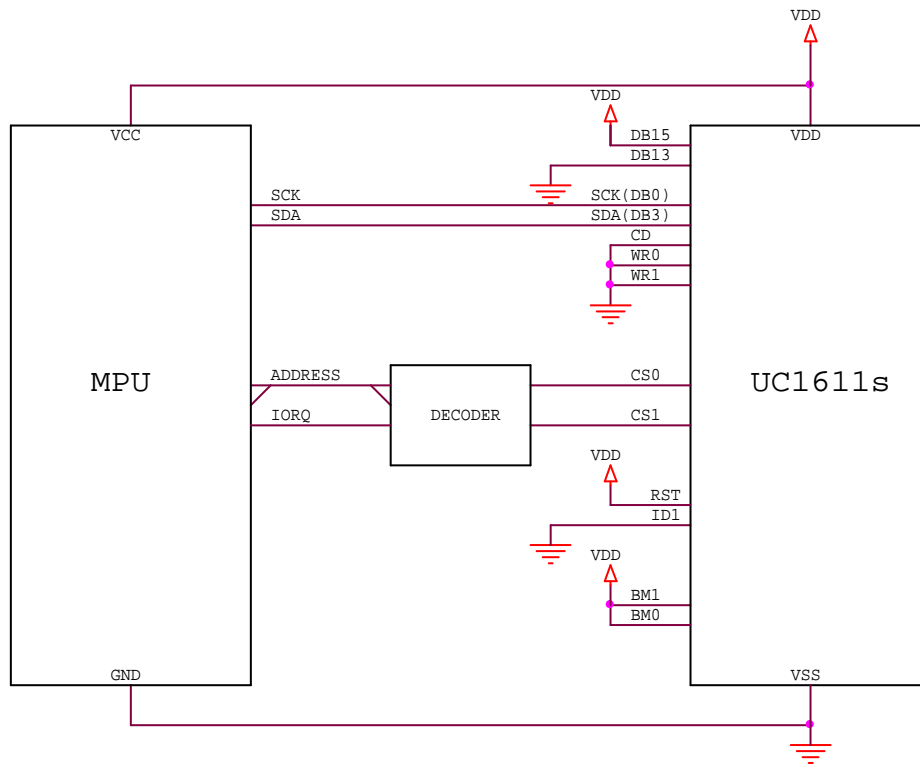 VDD
VDD
VCC
VDD
DB15
DB13
SCK
SCK(DB0)
SDA
SDA(DB3)
CD
WR0
WR1
ADDRESS
CS0
MPU
UC1611s
IORQ
DECODER
CS1
VDD
RST
ID1
VDD
BM1
BM0
GND
VSS